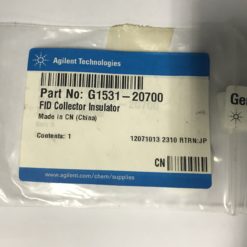 Agilent Technologies
Part No: G1531-20700
FID Collector Insulator
Made in CN (China)
Contents: 1
12071013 2310 RTRN:JP
CN
www.agilent.com/chem/supplies